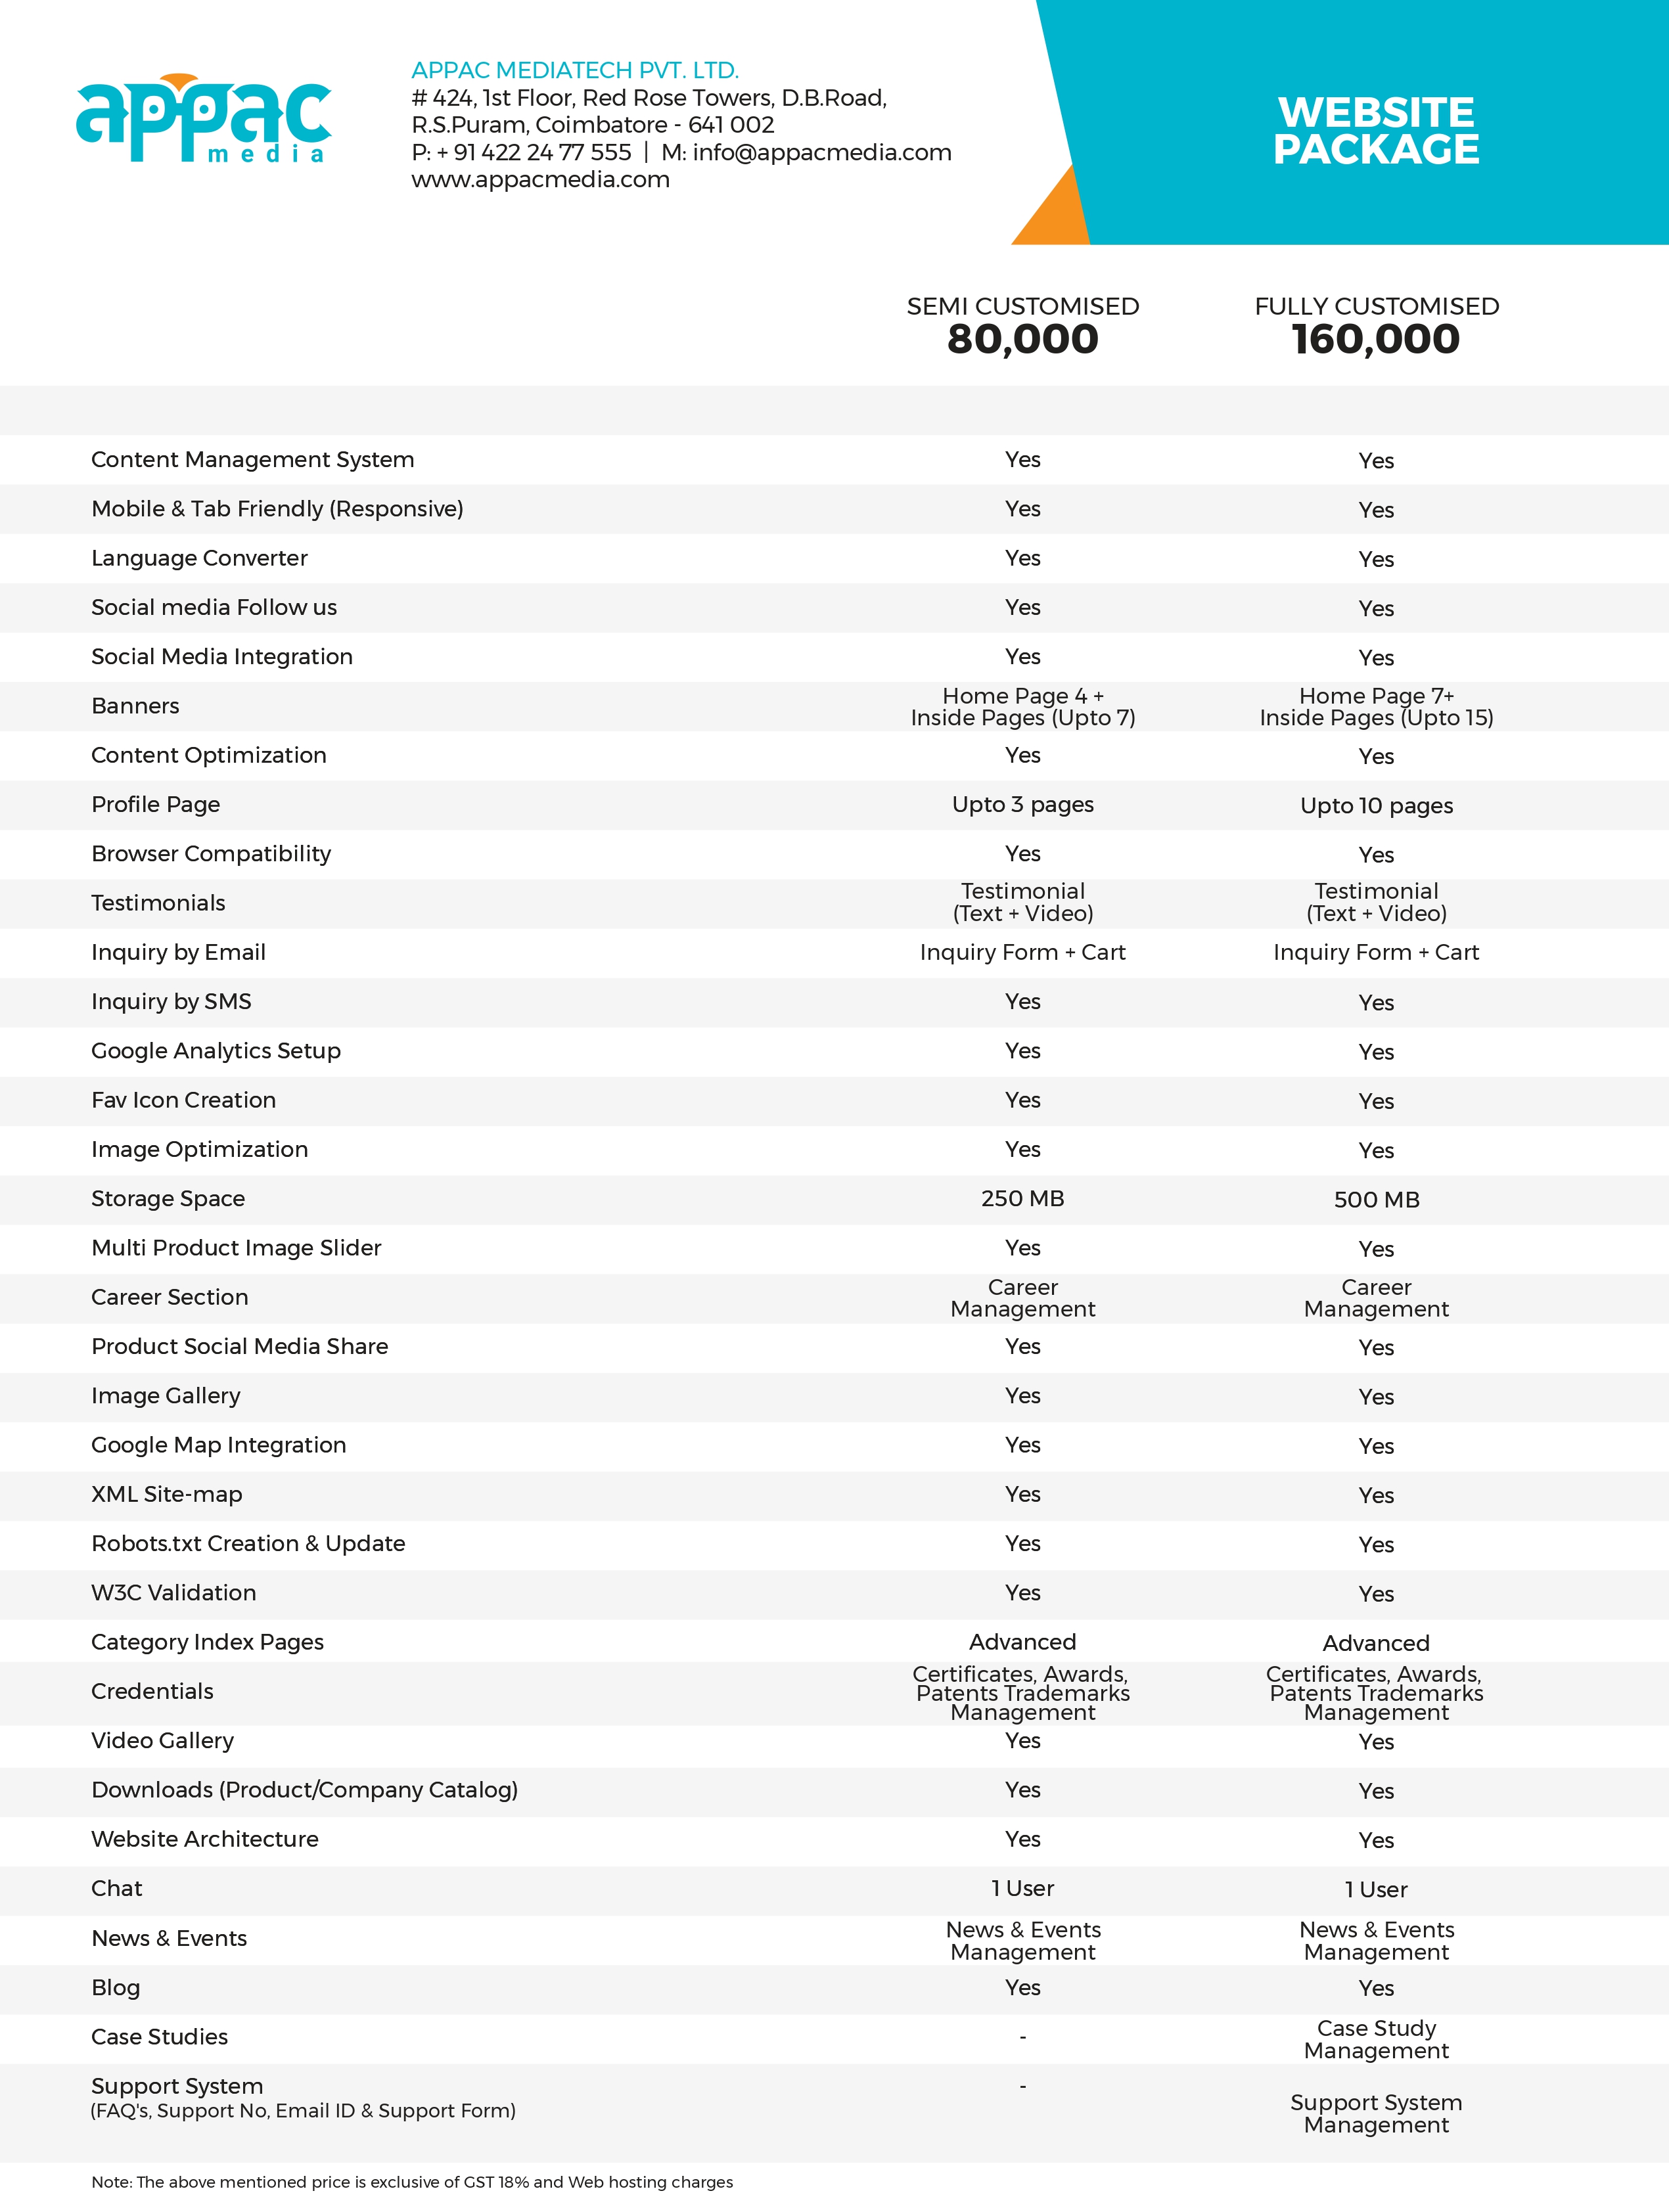 appac
media
APPAC MEDIATECH PVT. LTD.
# 424, 1st Floor, Red Rose Towers, D.B.Road,
R.S.Puram, Coimbatore - 641 002
P: + 91 422 24 77 555 | M: info@appacmedia.com
www.appacmedia.com
WEBSITE
PACKAGE
SEMI CUSTOMISED
80,000
FULLY CUSTOMISED
160,000
Content Management System Yes Yes
Mobile & Tab Friendly (Responsive) Yes Yes
Language Converter Yes Yes
Social media Follow us Yes Yes
Social Media Integration Yes Yes
Banners
Home Page 4 +
Inside Pages (Upto 7)
Home Page 7+
Inside Pages (Upto 15)
Content Optimization Yes Yes
Profile Page Upto 3 pages Upto 10 pages
Browser Compatibility Yes Yes
Testimonials
Testimonial
(Text + Video)
Testimonial
(Text + Video)
Inquiry by Email Inquiry Form + Cart Inquiry Form + Cart
Inquiry by SMS Yes Yes
Google Analytics Setup Yes Yes
Fav Icon Creation Yes Yes
Image Optimization Yes Yes
Storage Space 250 MB 500 MB
Multi Product Image Slider Yes Yes
Career Section
Career
Management
Career
Management
Product Social Media Share Yes Yes
Image Gallery Yes Yes
Google Map Integration Yes Yes
XML Site-map Yes Yes
Robots.txt Creation & Update Yes Yes
W3C Validation Yes Yes
Category Index Pages Advanced Advanced
Credentials
Certificates, Awards,
Patents Trademarks
Management
Certificates, Awards,
Patents Trademarks
Management
Video Gallery Yes Yes
Downloads (Product/Company Catalog) Yes Yes
Website Architecture Yes Yes
Chat 1 User 1 User
News & Events
News & Events
Management
News & Events
Management
Blog Yes Yes
Case Studies -
Case Study
Management
Support System -
(FAQ's, Support No, Email ID & Support Form)
Support System
Management
Note: The above mentioned price is exclusive of GST 18% and Web hosting charges